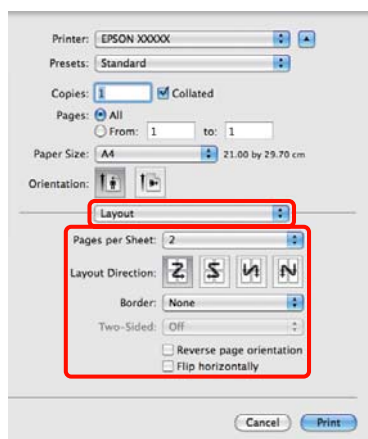 Printer: EPSON XXXXX
Presets: Standard
Copies: 1 Collated
Pages: All
From: 1 to: 1
Paper Size: A4 21.00 by 29.70 cm
Orientation:
Layout
Pages per Sheet: 2
Layout Direction:
Border: None
Two-Sided: Off
Reverse page orientation
Flip horizontally
Cancel Print